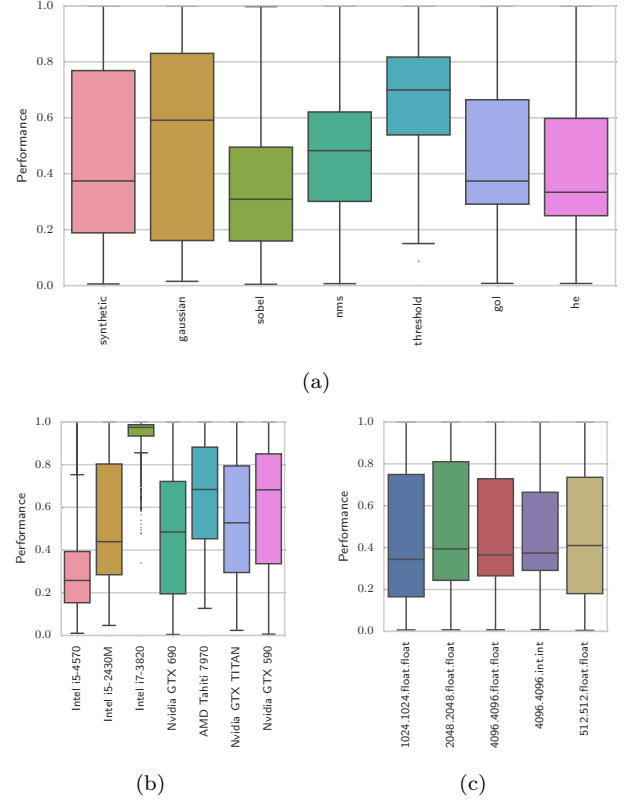 1.0
0.8
0.6
0.4
0.2
0.0
Performance
synthetic
gaussian
sobel
nms
threshold
gol
he
(a)
1.0
0.8
0.6
0.4
0.2
0.0
Performance
Intel i5-4570
Intel i5-2430M
Intel i7-3820
Nvidia GTX 690
AMD Tahiti 7970
Nvidia GTX TITAN
Nvidia GTX 590
(b)
1.0
0.8
0.6
0.4
0.2
0.0
Performance
1024.1024.float.float
2048.2048.float.float
4096.4096.float.float
4096.4096.int.int
512.512.float.float
(c)